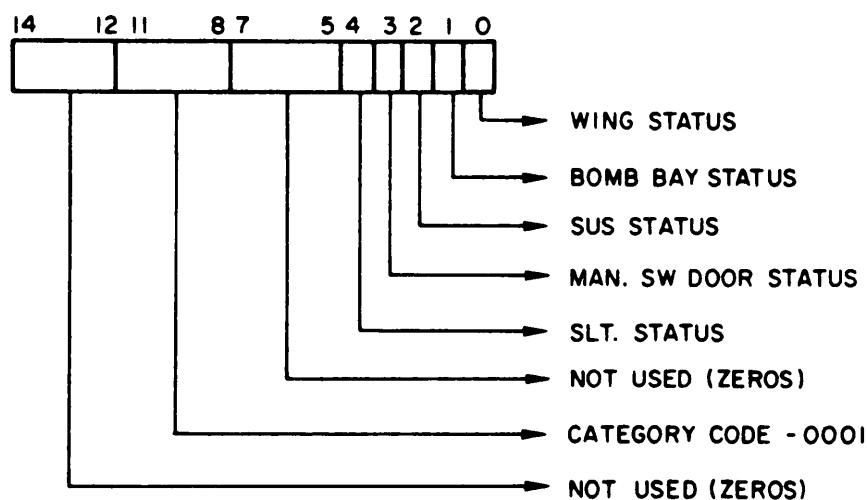 14 12 11 8 7 5 4 3 2 1 0
WING STATUS
BOMB BAY STATUS
SUS STATUS
MAN. SW DOOR STATUS
SLT. STATUS
NOT USED (ZEROS)
CATEGORY CODE - 0001
NOT USED (ZEROS)